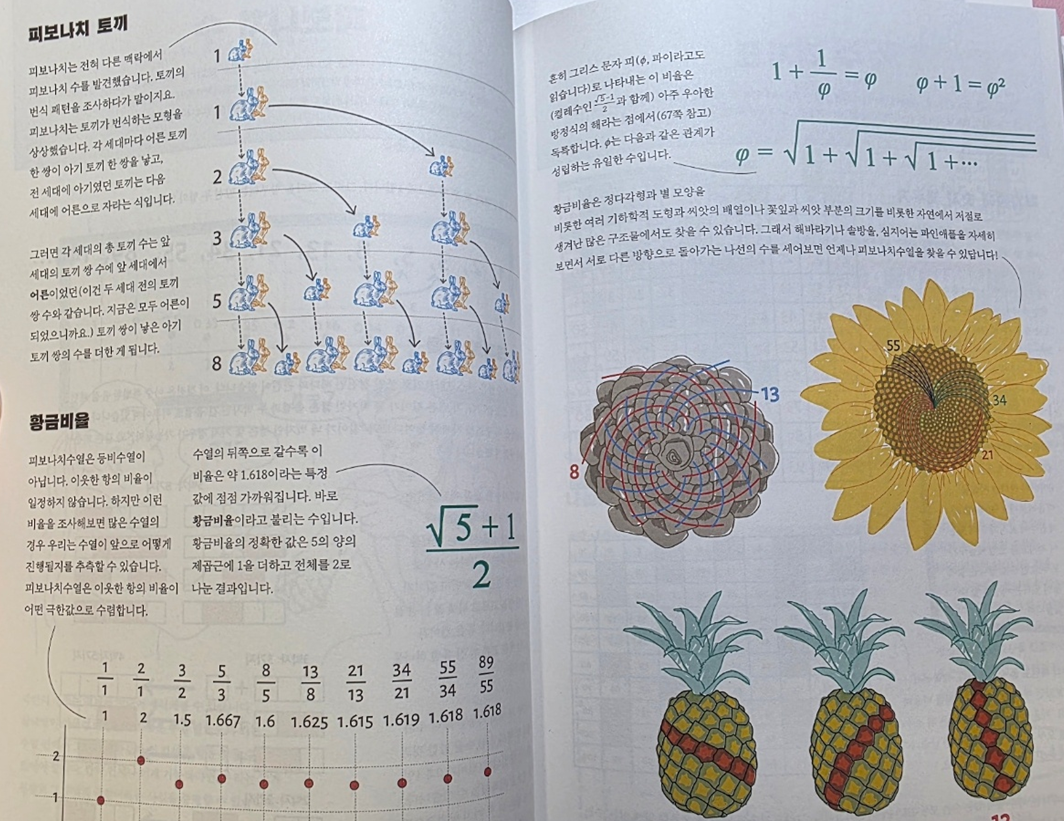 피보나치 토끼
피보나치는 전혀 다른 맥락에서
피보나치 수를 발견했습니다. 토끼의
번식 패턴을 조사하다가 말이지요.
피보나치는 토끼가 번식하는 모형을
상상했습니다. 각 세대마다 어른 토끼
한 쌍이 아기 토끼 한 쌍을 낳고,
전 세대에 아기였던 토끼는 다음
세대에 어른으로 자라는 식입니다.
그러면 각 세대의 총 토끼 수는 앞
세대의 토끼 쌍 수에 앞 세대에서
어른이었던(이건 두 세대 전의 토끼
쌍 수와 같습니다. 지금은 모두 어른이
되었으니까요.) 토끼 쌍이 낳은 아기
토끼 쌍의 수를 더한 게 됩니다.
1
1
2
3
5
8
황금비율
피보나치수열은 등비수열이
아닙니다. 이웃한 항의 비율이
일정하지 않습니다. 하지만 이런
비율을 조사해보면 많은 수열의
경우 우리는 수열이 앞으로 어떻게
진행될지를 추측할 수 있습니다.
피보나치수열은 이웃한 항의 비율이
어떤 극한값으로 수렴합니다.
수열의 뒤쪽으로 갈수록 이
비율은 약 1.618이라는 특정
값에 점점 가까워집니다. 바로
황금비율이라고 불리는 수입니다.
황금비율의 정확한 값은 5의 양의
제곱근에 1을 더하고 전체를 2로
나눈 결과입니다.
(√5+1)/2
1/1 2/1 3/2 5/3 8/5 13/8 21/13 34/21 55/34 89/55
1 2 1.5 1.667 1.6 1.625 1.615 1.619 1.618 1.618
2
1
흔히 그리스 문자 피(φ, 파이라고도
읽습니다)로 나타내는 이 비율은
(켤레수인 (√5-1)/2과 함께) 아주 우아한
방정식의 해라는 점에서(67쪽 참고)
독특합니다. φ는 다음과 같은 관계가
성립하는 유일한 수입니다.
1+1/φ=φ φ+1=φ²
φ=√1+√1+√1+⋯
황금비율은 정다각형과 별 모양을
비롯한 여러 기하학적 도형과 씨앗의 배열이나 꽃잎과 씨앗 부분의 크기를 비롯한 자연에서 저절로
생겨난 많은 구조물에서도 찾을 수 있습니다. 그래서 해바라기나 솔방울, 심지어는 파인애플을 자세히
보면서 서로 다른 방향으로 돌아가는 나선의 수를 세어보면 언제나 피보나치수열을 찾을 수 있답니다!
13
8
55
34
21